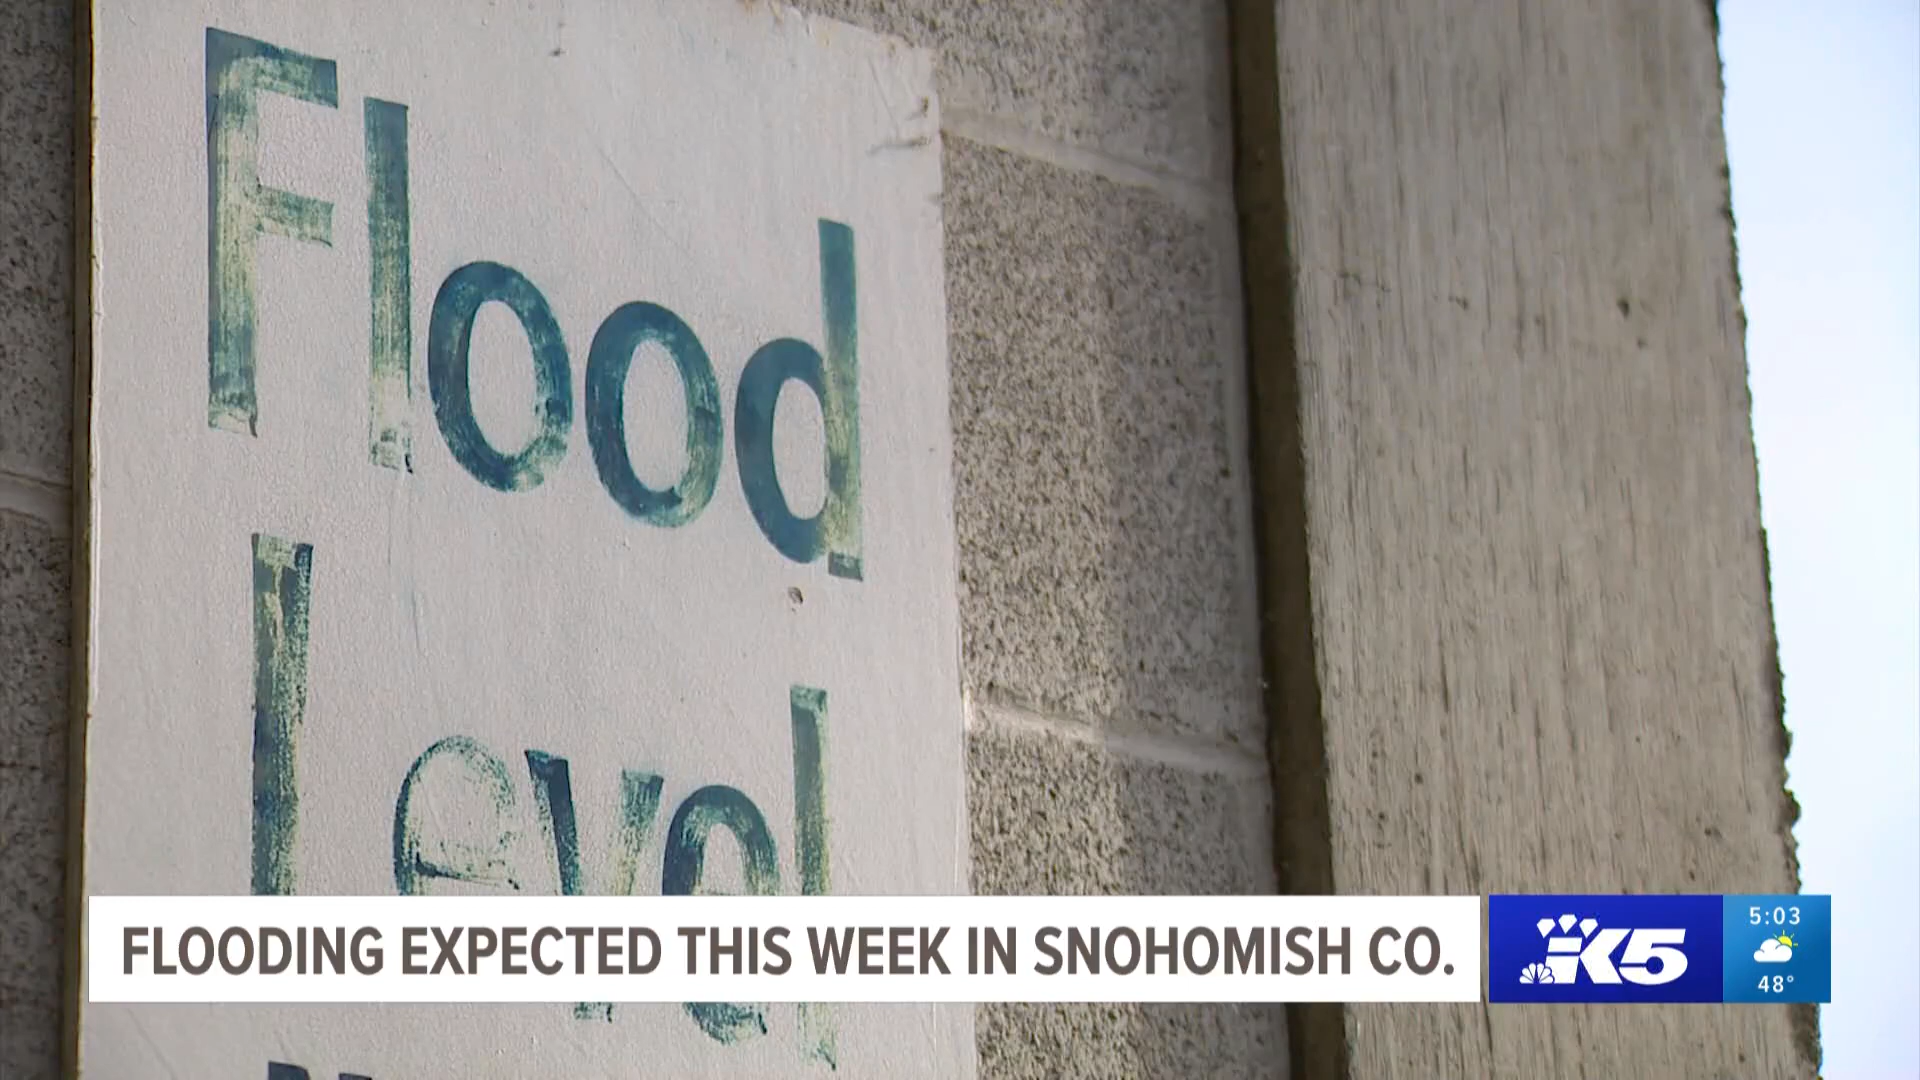 Flood
Level
FLOODING EXPECTED THIS WEEK IN SNOHOMISH CO.
K5
5:03
48°